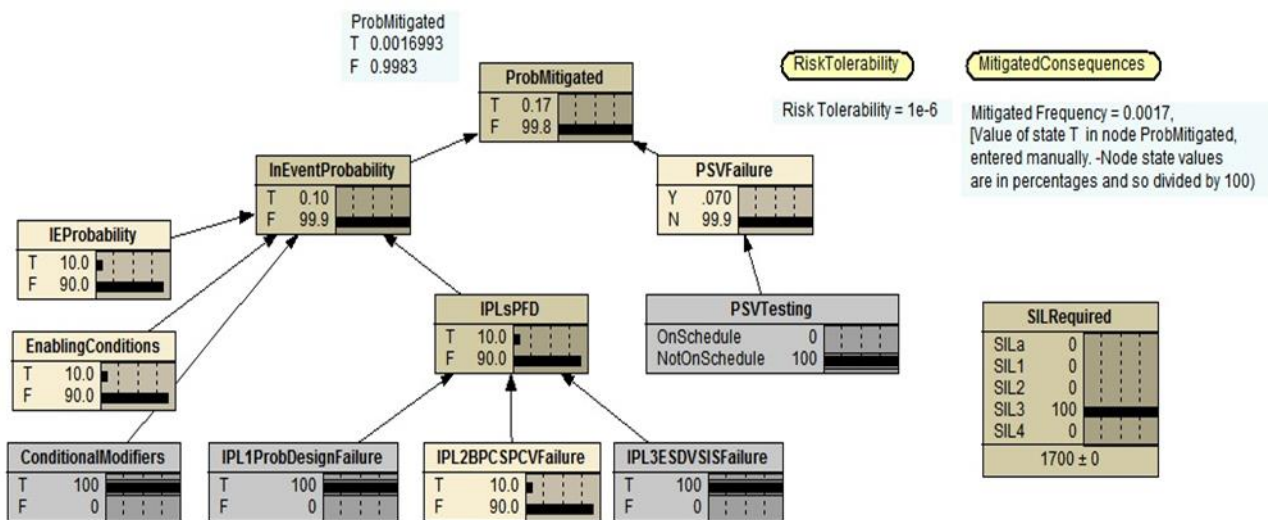 ProbMitigated
T 0.0016993
F 0.9983
ProbMitigated
T 0.17
F 99.8
RiskTolerability
Risk Tolerability = 1e-6
MitigatedConsequences
Mitigated Frequency = 0.0017,
[Value of state T in node ProbMitigated,
entered manually. -Node state values
are in percentages and so divided by 100)
InEventProbability
T 0.10
F 99.9
PSVFailure
Y .070
N 99.9
IEProbability
T 10.0
F 90.0
IPLsPFD
T 10.0
F 90.0
PSVTesting
OnSchedule 0
NotOnSchedule 100
SILRequired
SILa 0
SIL1 0
SIL2 0
SIL3 100
SIL4 0
1700 ± 0
EnablingConditions
T 10.0
F 90.0
ConditionalModifiers
T 100
F 0
IPL1ProbDesignFailure
T 100
F 0
IPL2BPCSPCVFailure
T 10.0
F 90.0
IPL3ESDVSISFailure
T 100
F 0